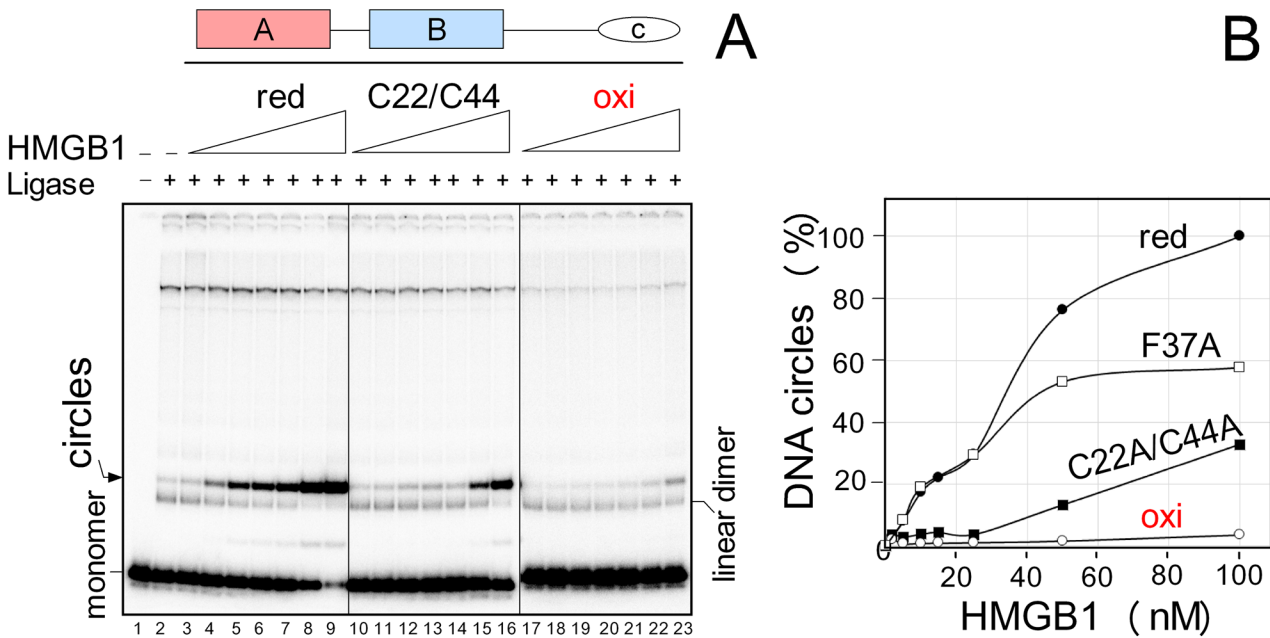 A B c
A
red C22/C44 oxi
HMGB1 – –
Ligase – + + + + + + + + + + + + + + + + + + + + + +
circles
monomer
linear dimer
1 2 3 4 5 6 7 8 9 10 11 12 13 14 15 16 17 18 19 20 21 22 23
B
DNA circles (%)
100
80
60
40
20
0
red
F37A
C22A/C44A
oxi
20 40 60 80 100
HMGB1 (nM)